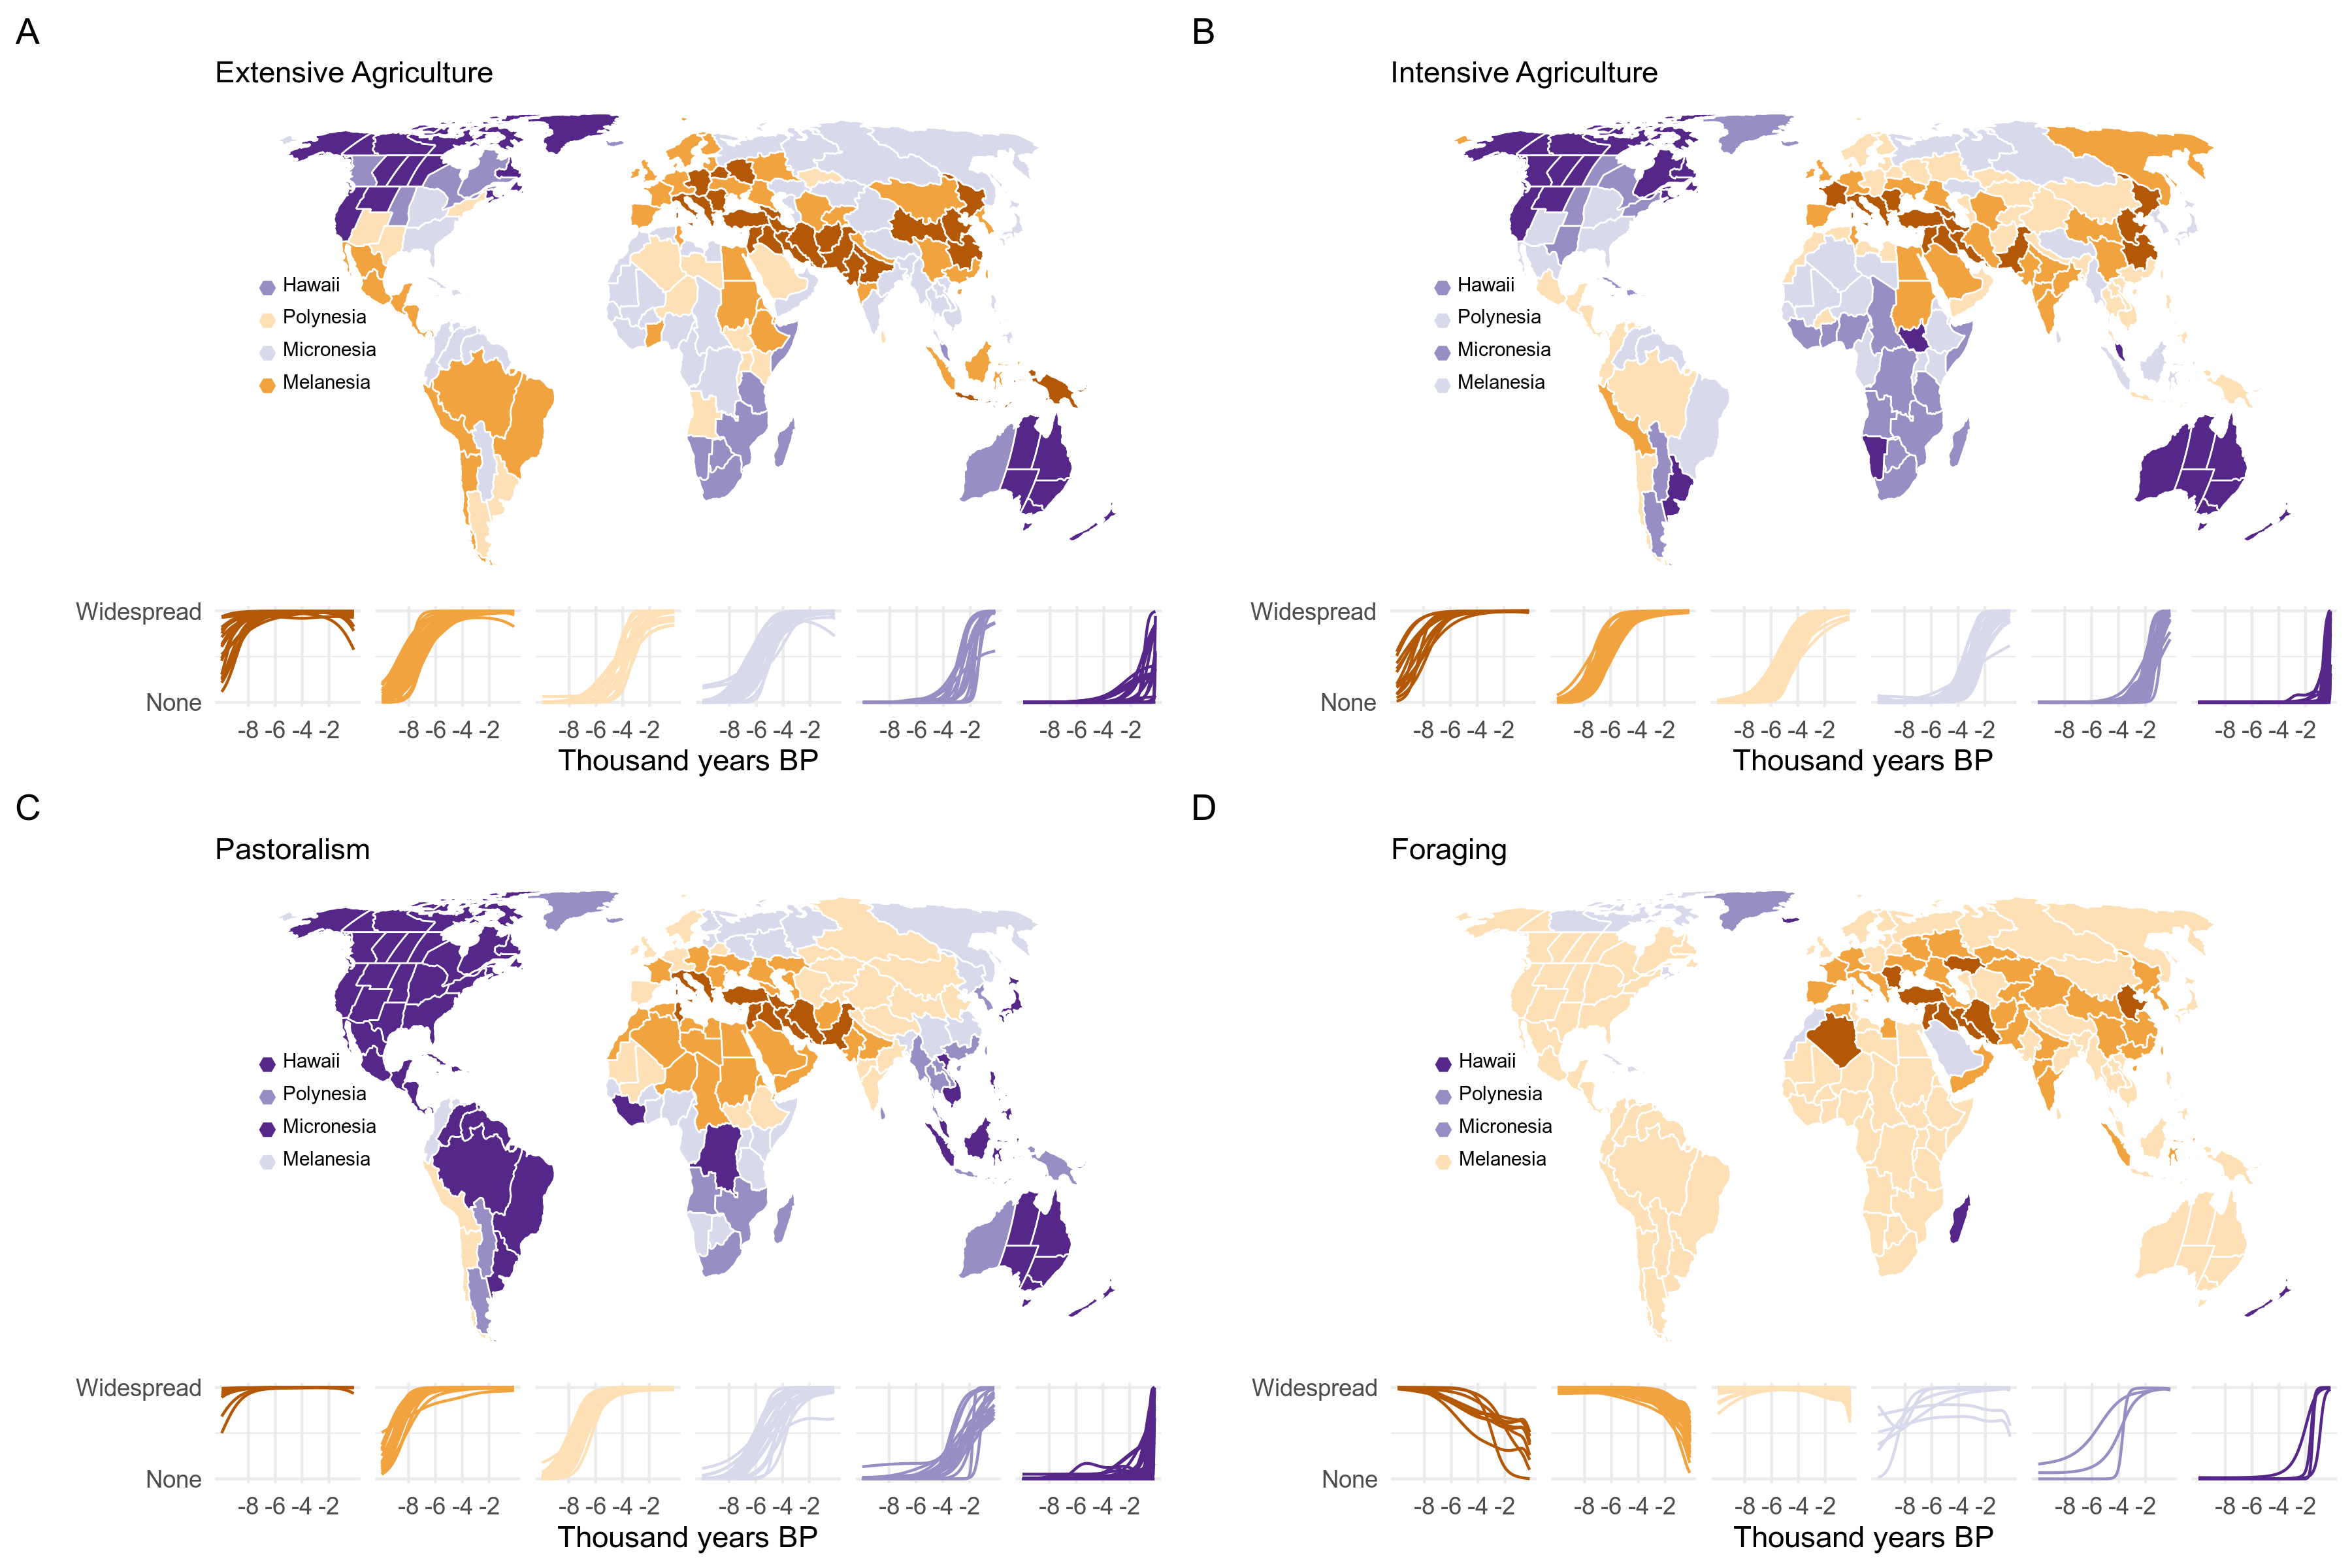 A
Extensive Agriculture
Hawaii
Polynesia
Micronesia
Melanesia
Widespread
None
-8 -6 -4 -2 -8 -6 -4 -2 -8 -6 -4 -2 -8 -6 -4 -2 -8 -6 -4 -2 -8 -6 -4 -2
Thousand years BP
B
Intensive Agriculture
Hawaii
Polynesia
Micronesia
Melanesia
Widespread
None
-8 -6 -4 -2 -8 -6 -4 -2 -8 -6 -4 -2 -8 -6 -4 -2 -8 -6 -4 -2 -8 -6 -4 -2
Thousand years BP
C
Pastoralism
Hawaii
Polynesia
Micronesia
Melanesia
Widespread
None
-8 -6 -4 -2 -8 -6 -4 -2 -8 -6 -4 -2 -8 -6 -4 -2 -8 -6 -4 -2 -8 -6 -4 -2
Thousand years BP
D
Foraging
Hawaii
Polynesia
Micronesia
Melanesia
Widespread
None
-8 -6 -4 -2 -8 -6 -4 -2 -8 -6 -4 -2 -8 -6 -4 -2 -8 -6 -4 -2 -8 -6 -4 -2
Thousand years BP